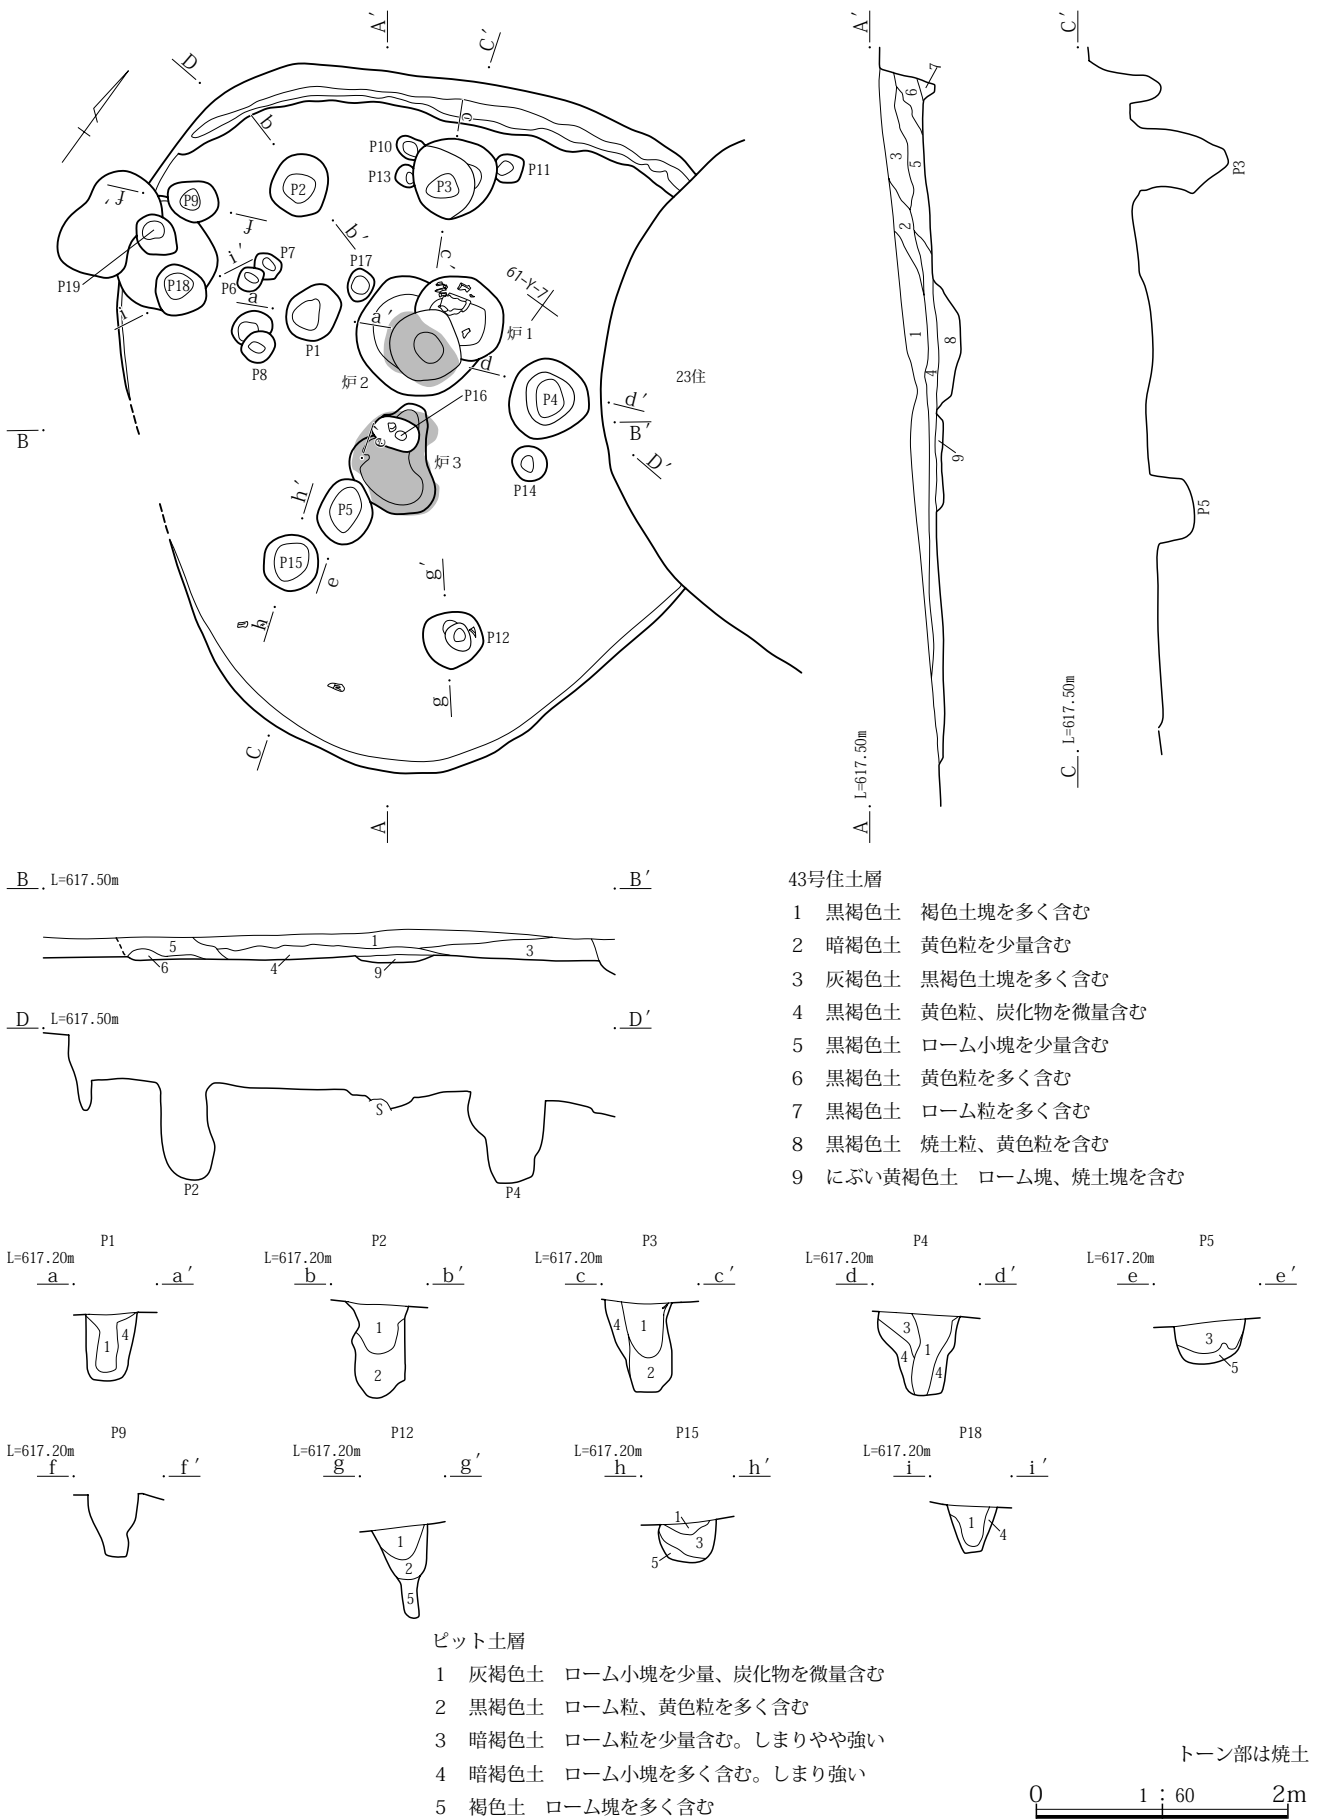 A′
C′
D
b
c
P10
P13
P3
P11
P2
P9
f′
f
b′
c′
i′
P7
P17
61-Y-7
P19
P18
P6
a
a′
炉1
i
P1
P8
炉2
d
P16
P4
23住
d′
B
B′
e′
炉3
D′
P14
h′
P5
P15
e
g′
h
P12
g
C
A
A′
7
6
3
5
2
1
8
4
9
A L=617.50m
C′
P3
P5
C L=617.50m
B L=617.50m B′
5 1 3
6 4 9
D L=617.50m D′
S
P2 P4
43号住土層
1 黒褐色土 褐色土塊を多く含む
2 暗褐色土 黄色粒を少量含む
3 灰褐色土 黒褐色土塊を多く含む
4 黒褐色土 黄色粒、炭化物を微量含む
5 黒褐色土 ローム小塊を少量含む
6 黒褐色土 黄色粒を多く含む
7 黒褐色土 ローム粒を多く含む
8 黒褐色土 焼土粒、黄色粒を含む
9 にぶい黄褐色土 ローム塊、焼土塊を含む
P1 P2 P3 P4 P5
L=617.20m L=617.20m L=617.20m L=617.20m L=617.20m
a a′ b b′ c c′ d d′ e e′
1 4
1 2
4 1 2
3 1 4 4
3 5
P9 P12 P15 P18
L=617.20m L=617.20m L=617.20m L=617.20m
f f′ g g′ h h′ i i′
1 2 5
1 3 5
1 4
ピット土層
1 灰褐色土 ローム小塊を少量、炭化物を微量含む
2 黒褐色土 ローム粒、黄色粒を多く含む
3 暗褐色土 ローム粒を少量含む。しまりやや強い
4 暗褐色土 ローム小塊を多く含む。しまり強い
5 褐色土 ローム塊を多く含む
トーン部は焼土
0 1：60 2m